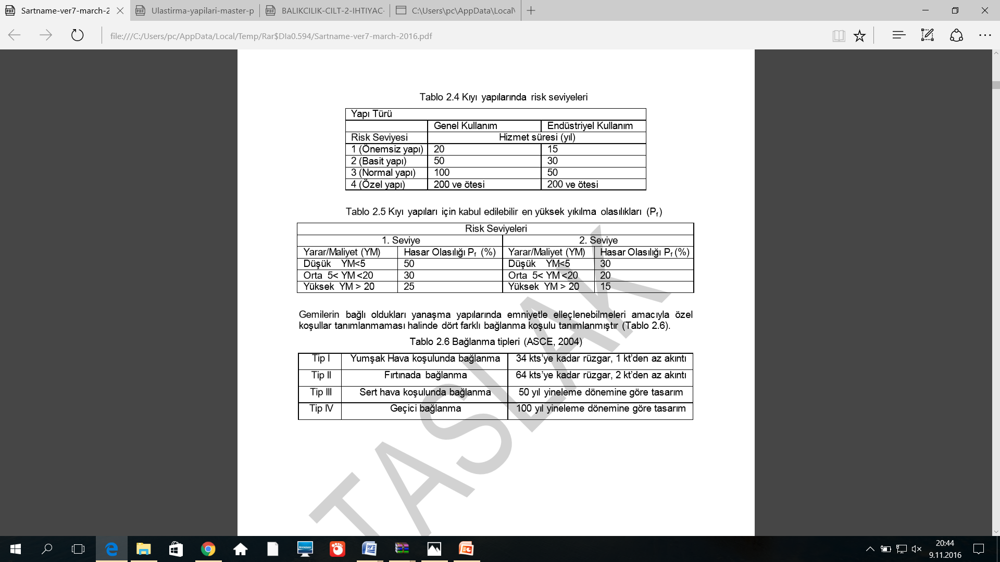 Sartname-ver7-march-2
Ulastirma-yapilari-master-p
BALIKCILIK-CILT-2-IHTIYAC-
C:\Users\pc\AppData\Local\
file:///C:/Users/pc/AppData/Local/Temp/Rar$DIa0.594/Sartname-ver7-march-2016.pdf
Tablo 2.4 Kıyı yapılarında risk seviyeleri
Yapı Türü
Genel Kullanım Endüstriyel Kullanım
Risk Seviyesi Hizmet süresi (yıl)
1 (Önemsiz yapı) 20 15
2 (Basit yapı) 50 30
3 (Normal yapı) 100 50
4 (Özel yapı) 200 ve ötesi 200 ve ötesi
Tablo 2.5 Kıyı yapıları için kabul edilebilir en yüksek yıkılma olasılıkları (Pf)
Risk Seviyeleri
1. Seviye 2. Seviye
Yarar/Maliyet (YM) Hasar Olasılığı Pf (%) Yarar/Maliyet (YM) Hasar Olasılığı Pf (%)
Düşük YM<5 50 Düşük YM<5 30
Orta 5< YM <20 30 Orta 5< YM <20 20
Yüksek YM > 20 25 Yüksek YM > 20 15
Gemilerin bağlı oldukları yanaşma yapılarında emniyetle elleçlenebilmeleri amacıyla özel
koşullar tanımlanmaması halinde dört farklı bağlanma koşulu tanımlanmıştır (Tablo 2.6).
Tablo 2.6 Bağlanma tipleri (ASCE, 2004)
Tip I Yumşak Hava koşulunda bağlanma 34 kts'ye kadar rüzgar, 1 kt'den az akıntı
Tip II Fırtınada bağlanma 64 kts'ye kadar rüzgar, 2 kt'den az akıntı
Tip III Sert hava koşulunda bağlanma 50 yıl yineleme dönemine göre tasarım
Tip IV Geçici bağlanma 100 yıl yineleme dönemine göre tasarım
TASLAK
20:44
9.11.2016